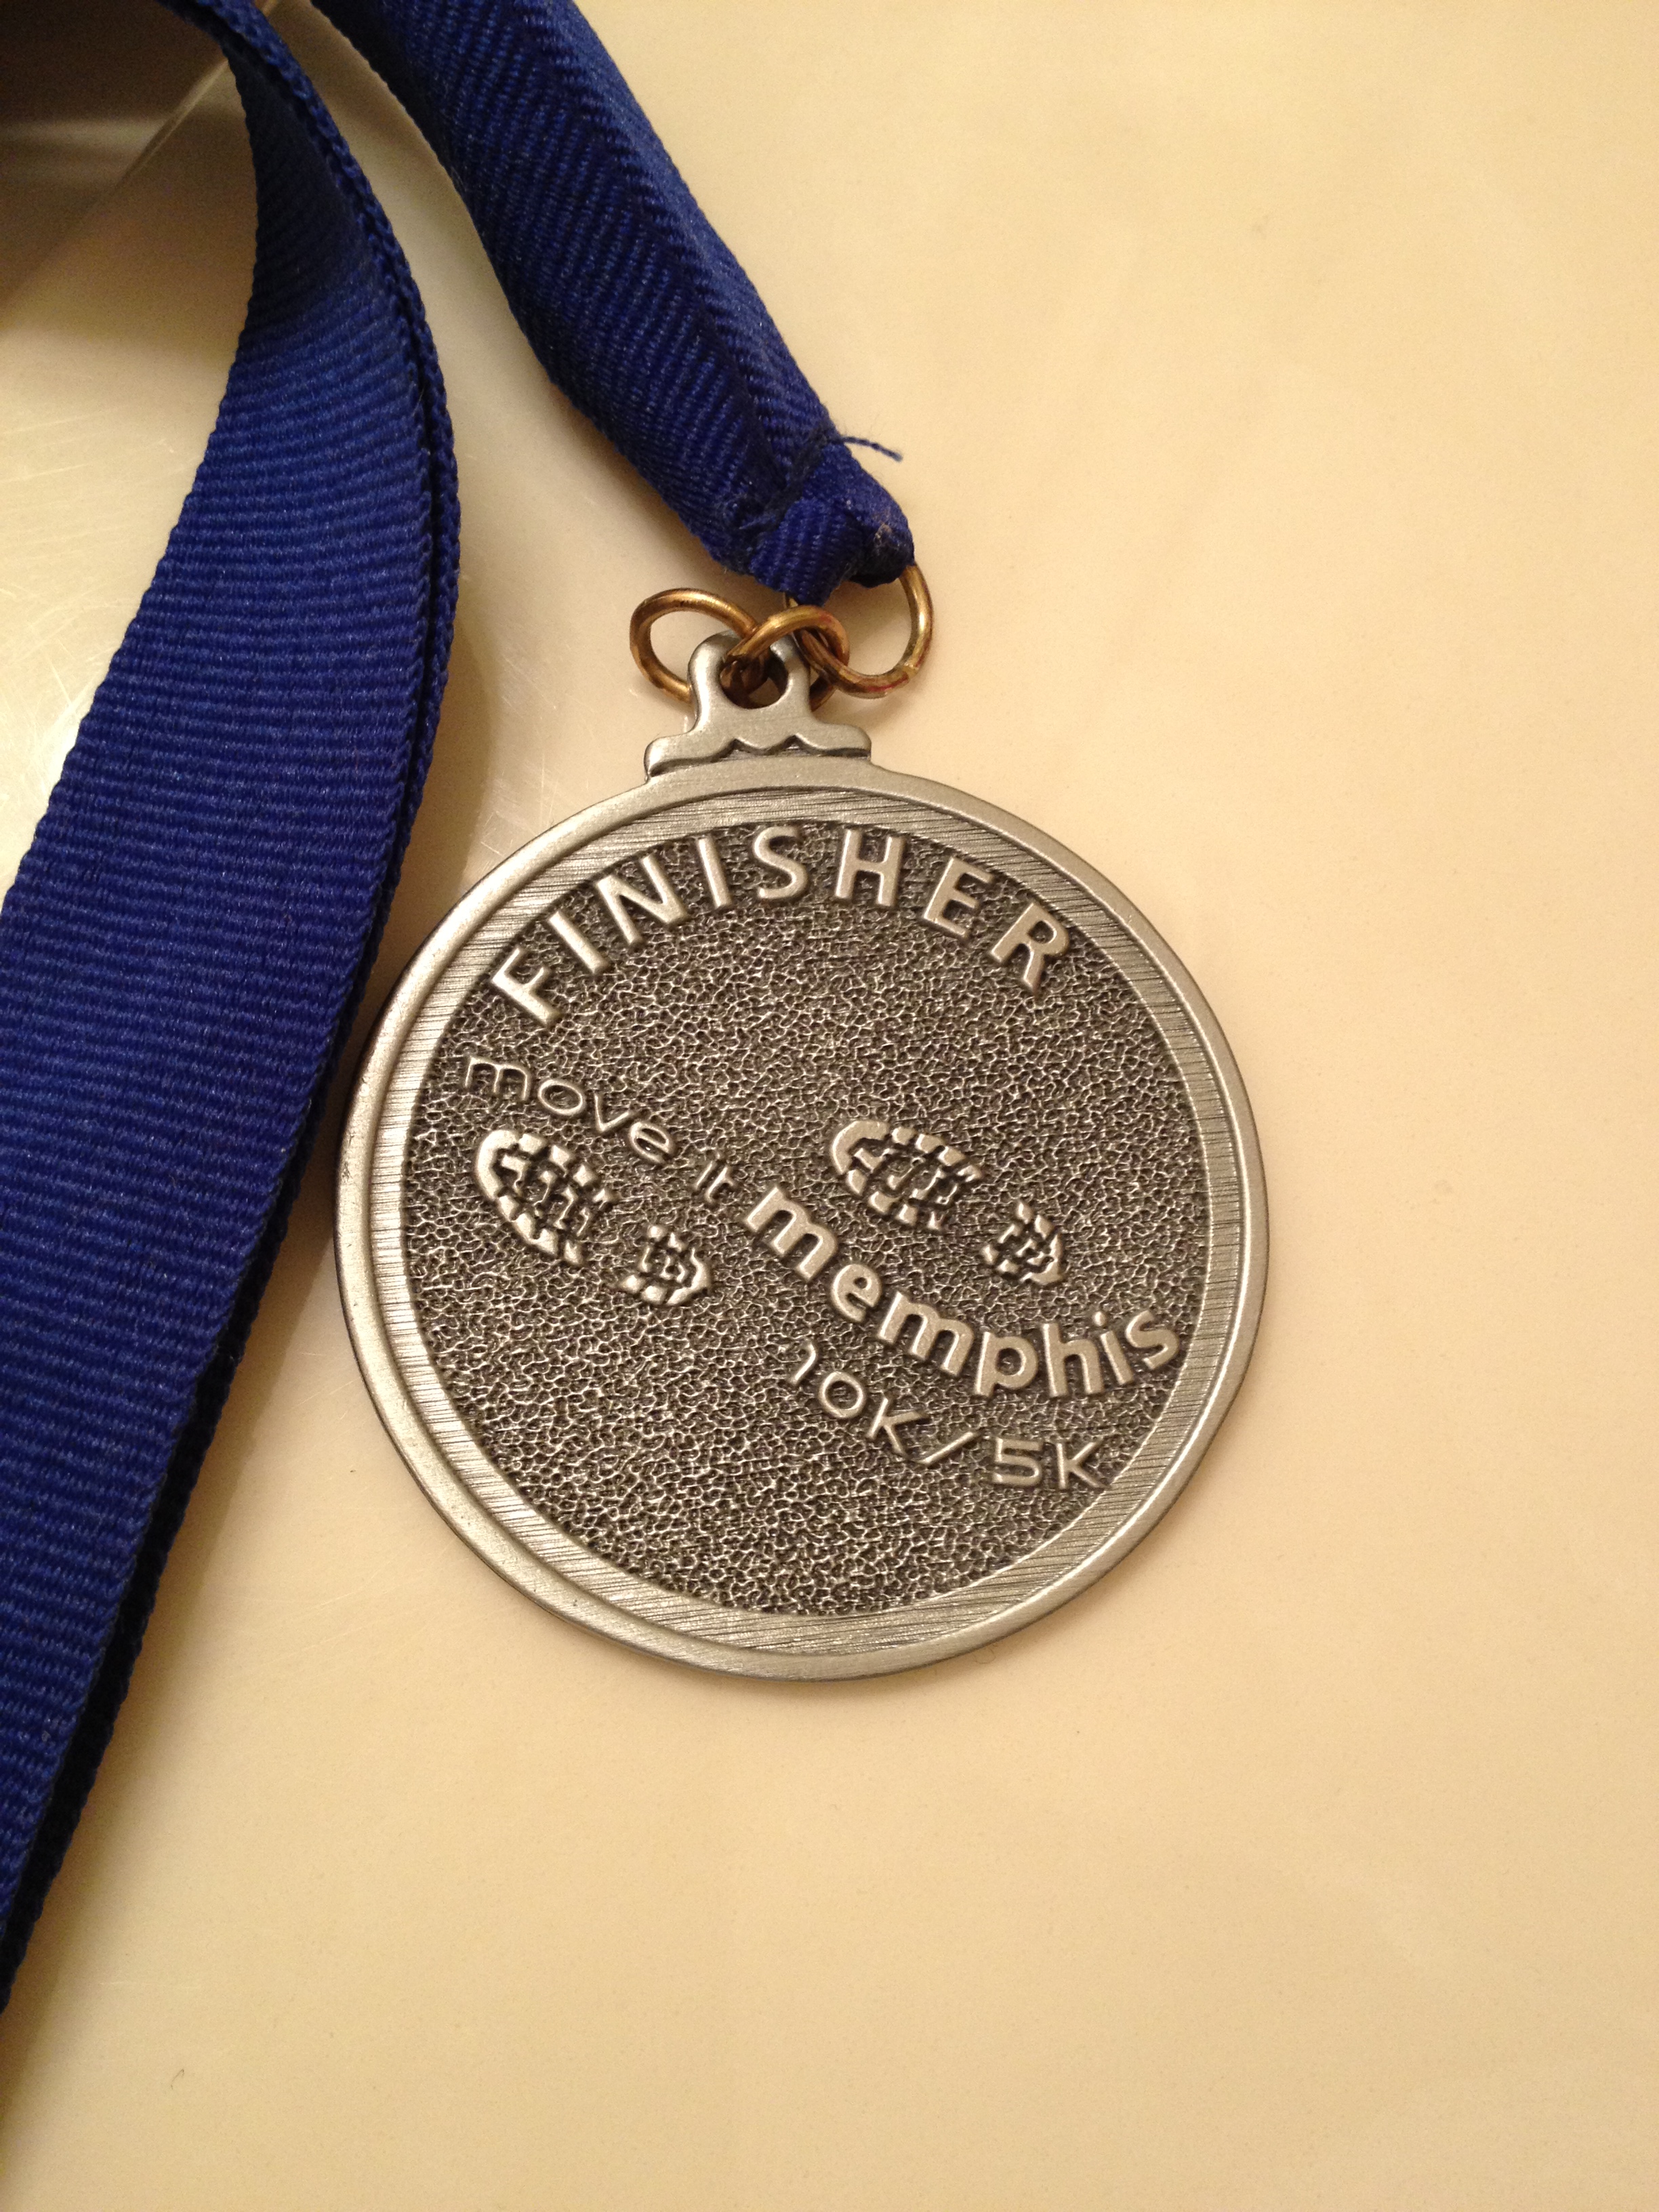 FINISHER
move it memphis
10K/5K